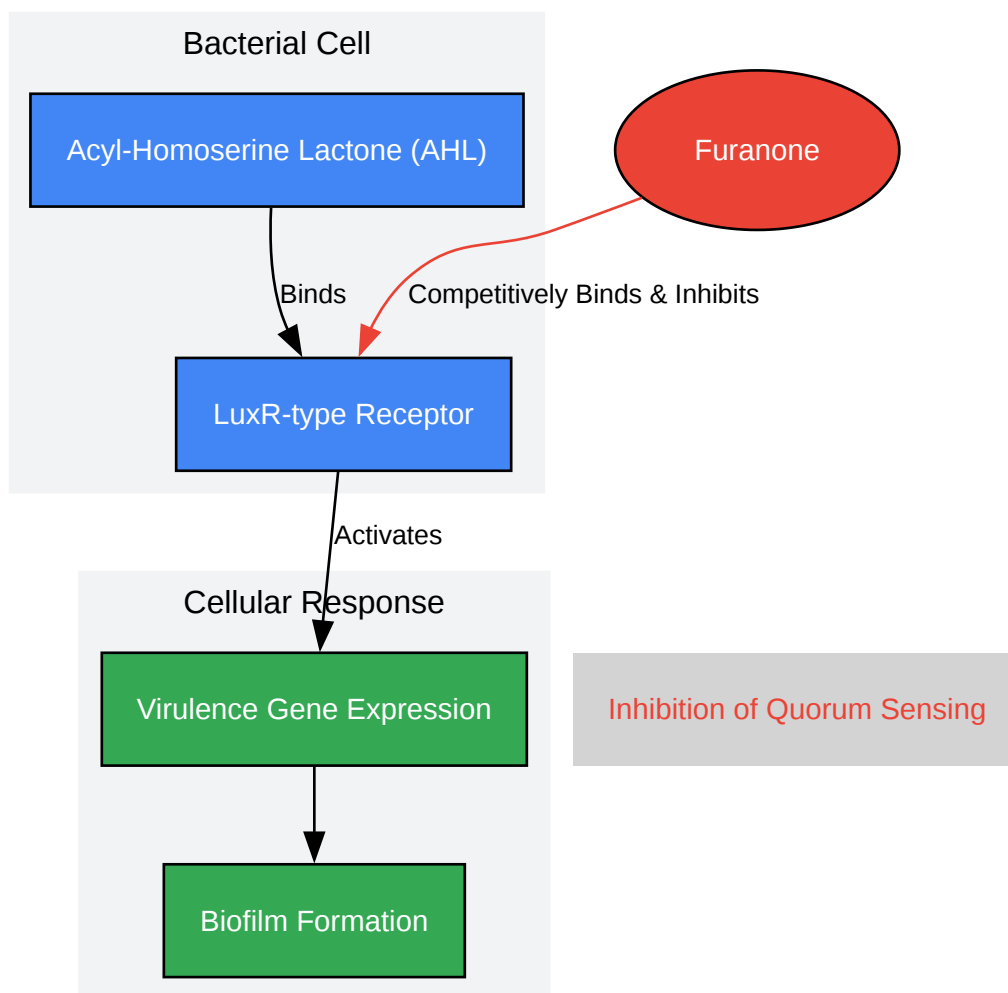 Bacterial Cell
Acyl-Homoserine Lactone (AHL)
Furanone
Binds
Competitively Binds & Inhibits
LuxR-type Receptor
Activates
Cellular Response
Virulence Gene Expression
Inhibition of Quorum Sensing
Biofilm Formation